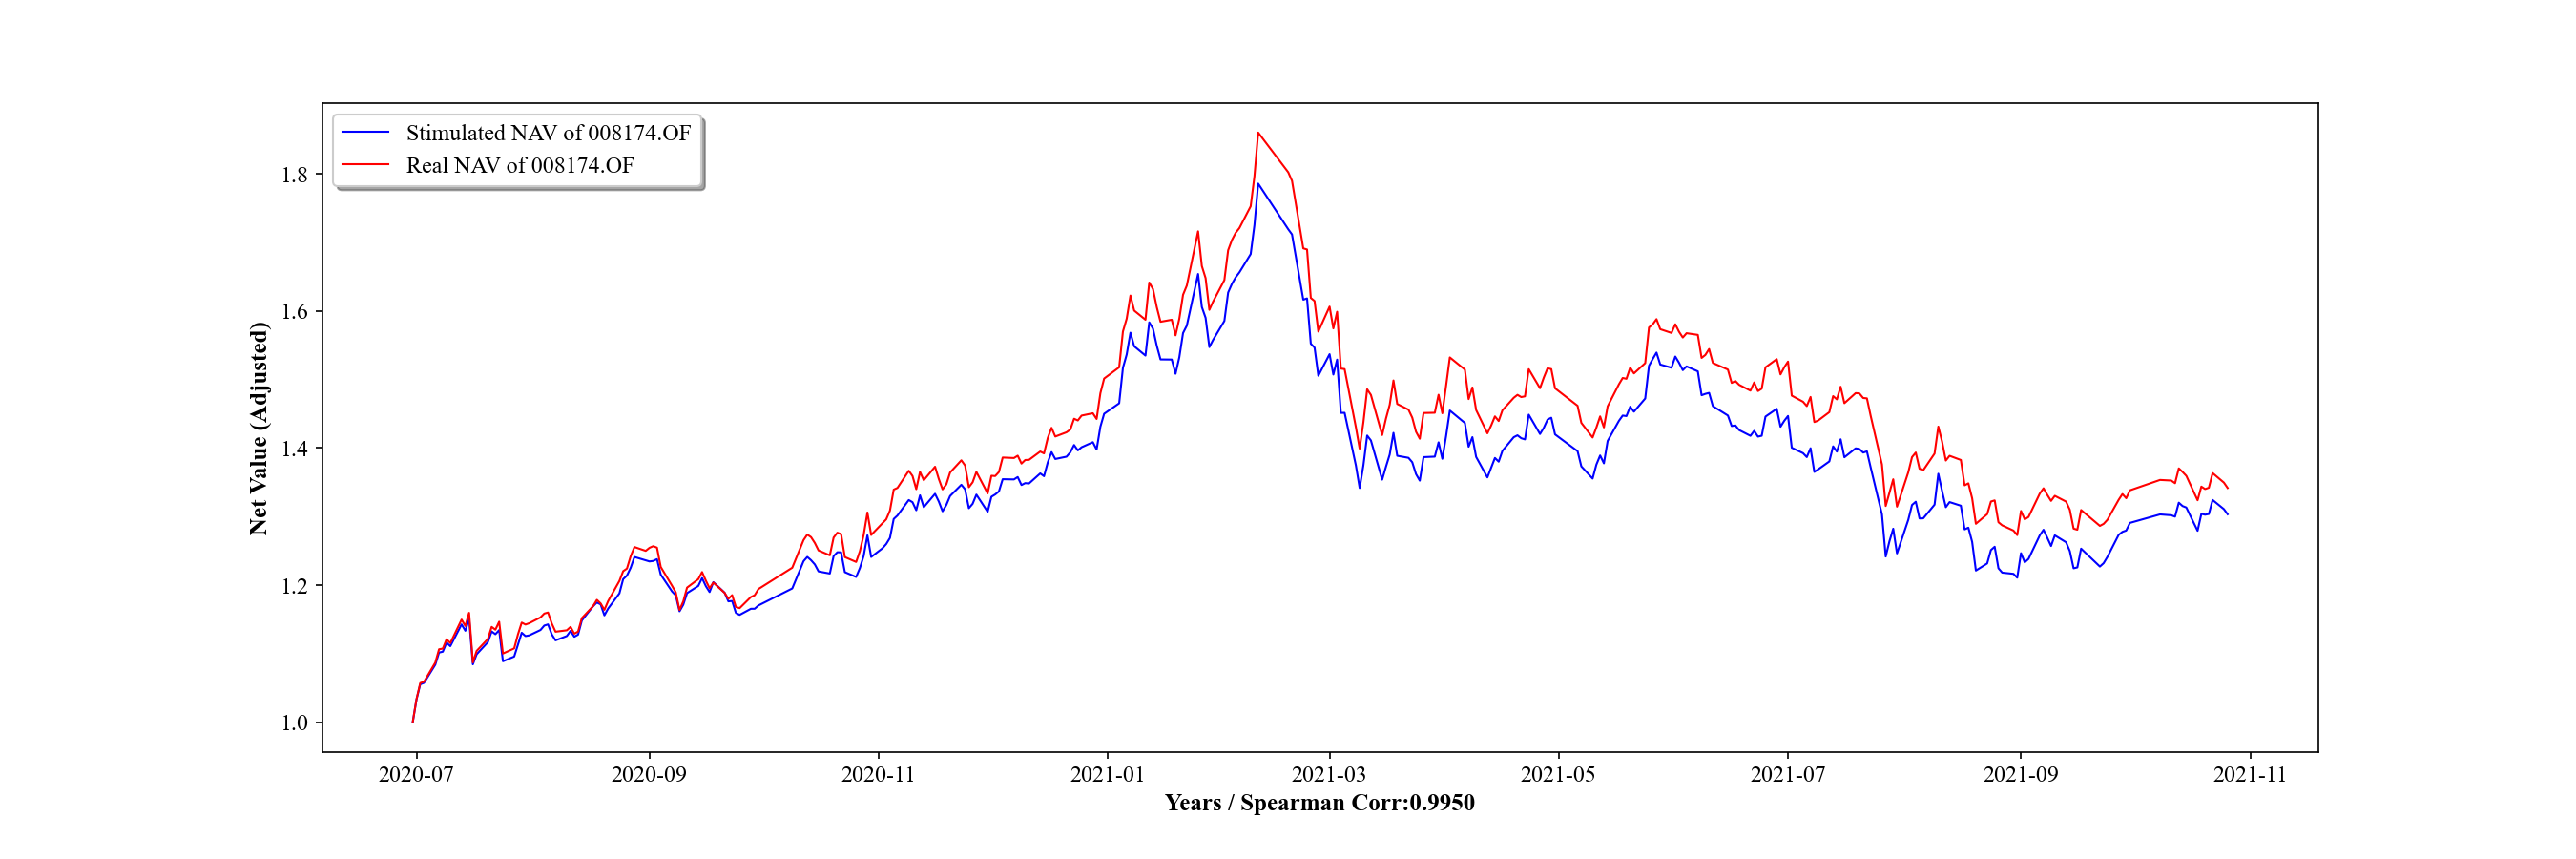 Stimulated NAV of 008174.OF
Real NAV of 008174.OF
Net Value (Adjusted)
1.8
1.6
1.4
1.2
1.0
2020-07 2020-09 2020-11 2021-01 2021-03 2021-05 2021-07 2021-09 2021-11
Years / Spearman Corr:0.9950